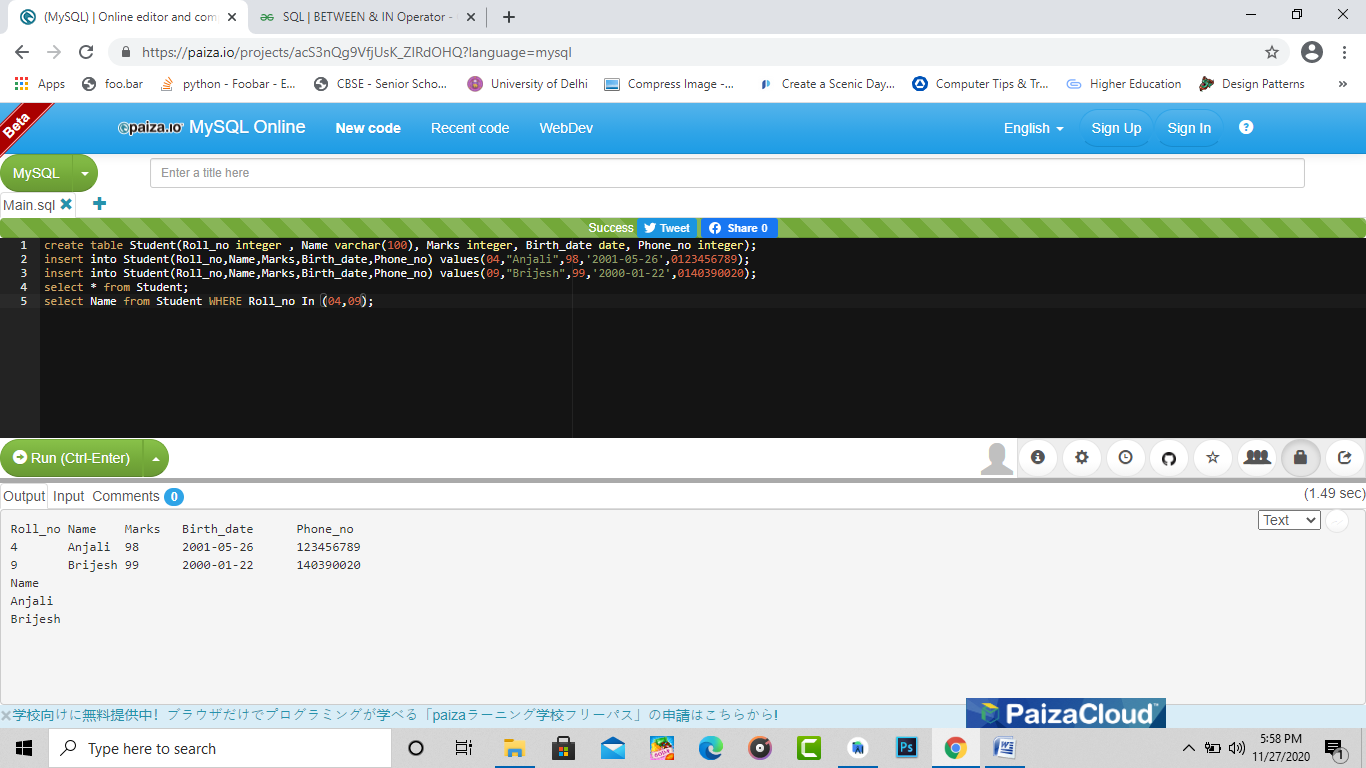 (MySQL) | Online editor and com
SQL | BETWEEN & IN Operator -
https://paiza.io/projects/acS3nQg9VfjUsK_ZIRdOHQ?language=mysql
Apps foo.bar python - Foobar - E... CBSE - Senior Scho... University of Delhi Compress Image -... Create a Scenic Day... Computer Tips & Tr... Higher Education Design Patterns »
Beta
paiza.io MySQL Online New code Recent code WebDev English Sign Up Sign In ?
MySQL Enter a title here
Main.sql
Success Tweet Share 0
1 create table Student(Roll_no integer , Name varchar(100), Marks integer, Birth_date date, Phone_no integer);
2 insert into Student(Roll_no,Name,Marks,Birth_date,Phone_no) values(04,"Anjali",98,'2001-05-26',0123456789);
3 insert into Student(Roll_no,Name,Marks,Birth_date,Phone_no) values(09,"Brijesh",99,'2000-01-22',0140390020);
4 select * from Student;
5 select Name from Student WHERE Roll_no In (04,09);
Run (Ctrl-Enter)
Output Input Comments 0 (1.49 sec)
Text
Roll_no Name Marks Birth_date Phone_no
4 Anjali 98 2001-05-26 123456789
9 Brijesh 99 2000-01-22 140390020
Name
Anjali
Brijesh
学校向けに無料提供中！ブラウザだけでプログラミングが学べる「paizaラーニング学校フリーパス」の申請はこちらから!
PaizaCloud™
Type here to search
Ps
W
5:58 PM
11/27/2020
1